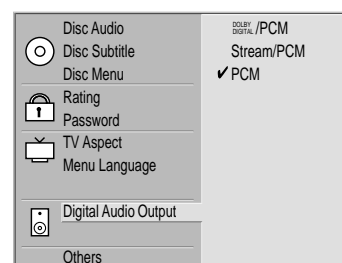 Disc Audio
Disc Subtitle
Disc Menu
Rating
Password
TV Aspect
Menu Language
Digital Audio Output
Others
DOLBY DIGITAL /PCM
Stream/PCM
✔ PCM